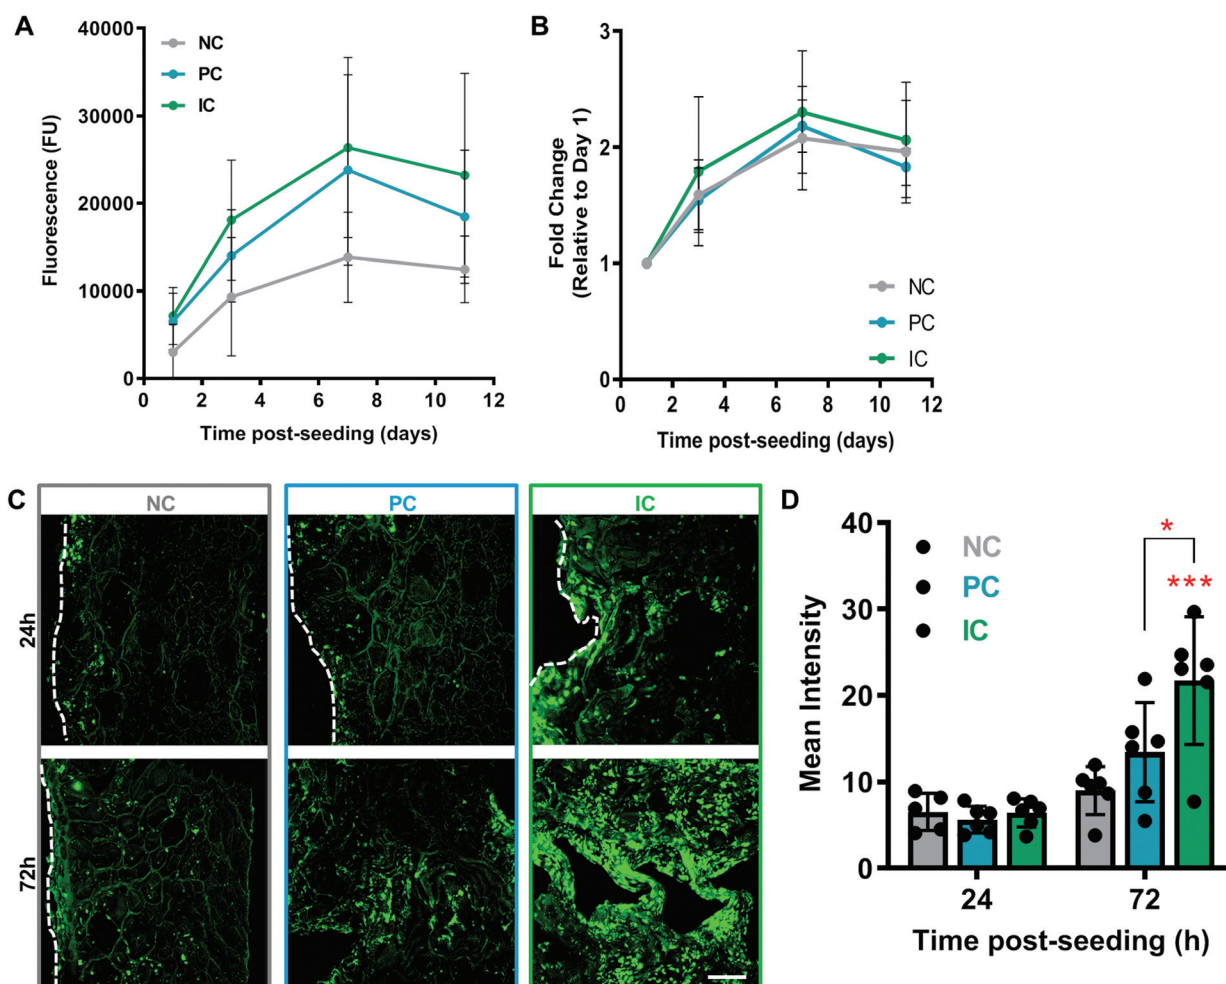 A
40000
30000
20000
10000
0
Fluorescence (FU)
NC
PC
IC
0 2 4 6 8 10 12
Time post-seeding (days)
B
3
2
1
0
Fold Change
(Relative to Day 1)
NC
PC
IC
0 2 4 6 8 10 12
Time post-seeding (days)
C
NC PC IC
24h
72h
D
40
30
20
10
0
Mean Intensity
NC
PC
IC
*
***
24 72
Time post-seeding (h)